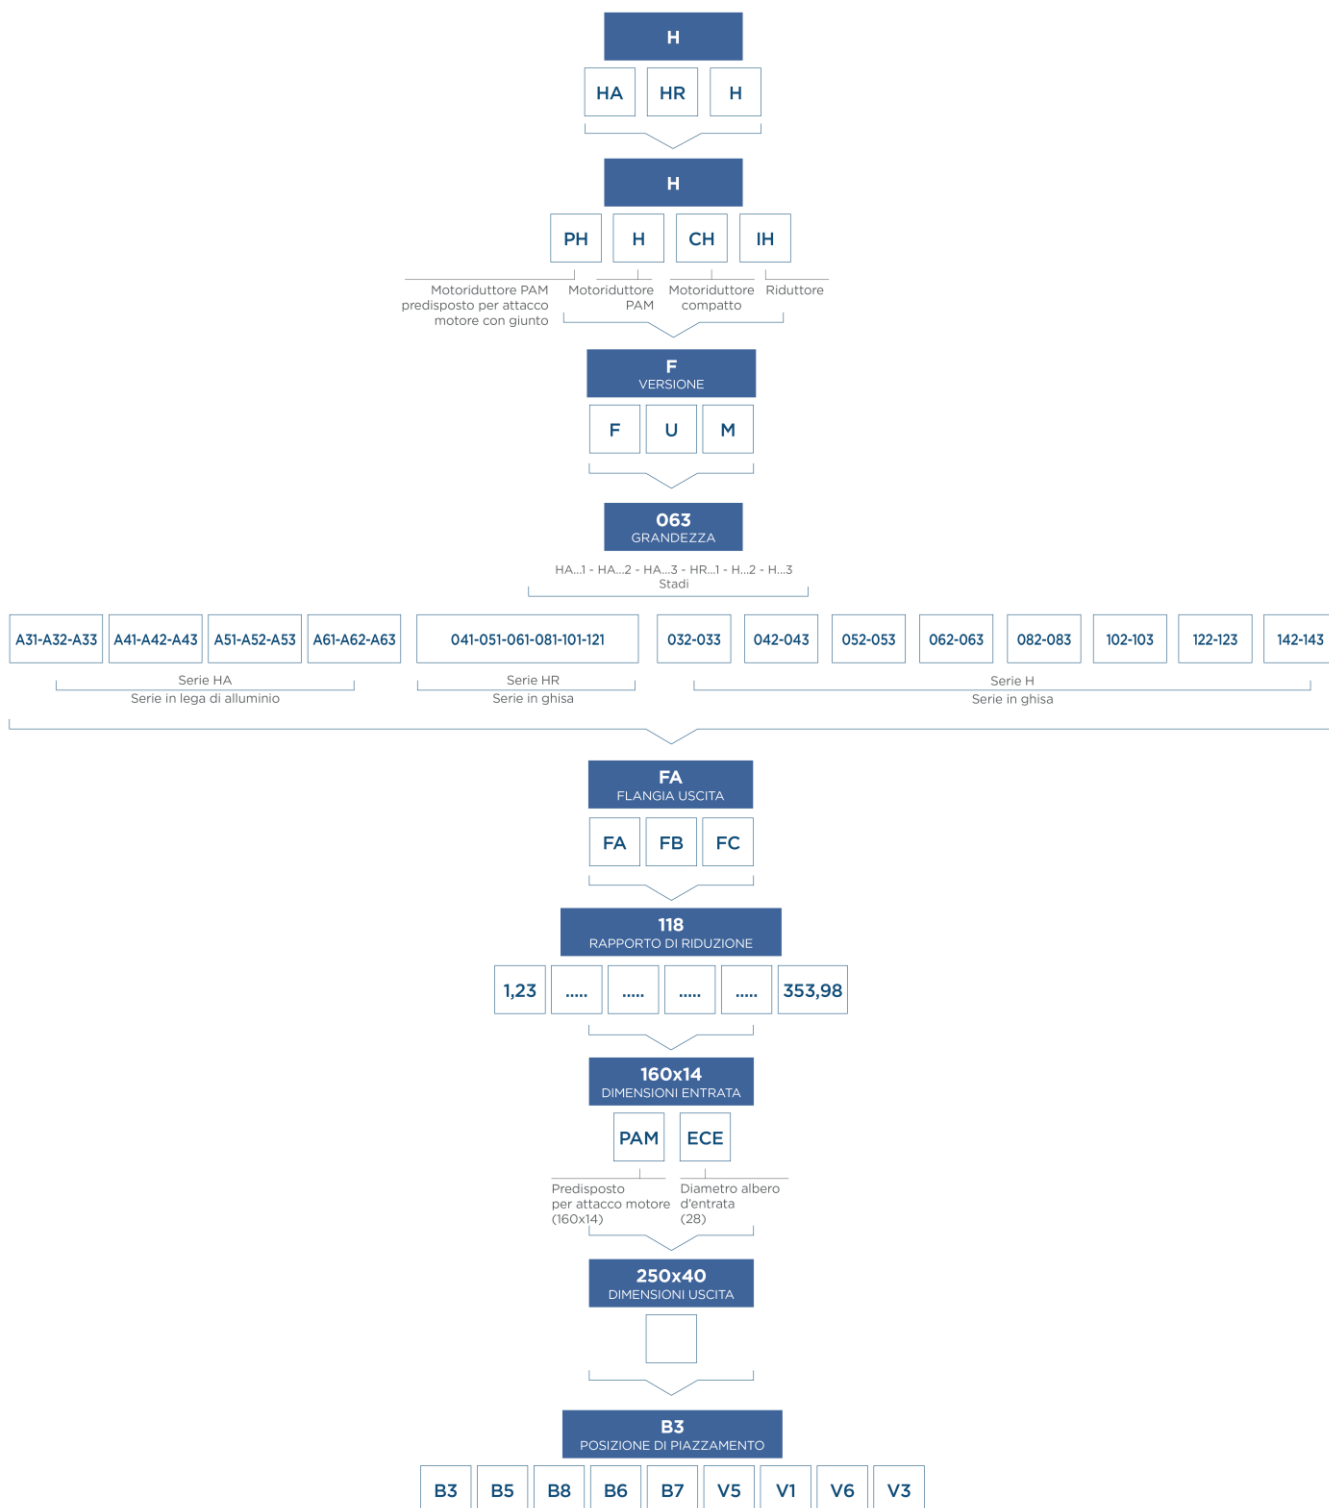 H
HA HR H
H
PH H CH IH
Motoriduttore PAM
predisposto per attacco
motore con giunto
Motoriduttore
PAM
Motoriduttore
compatto
Riduttore
F
VERSIONE
F U M
063
GRANDEZZA
HA...1 - HA...2 - HA...3 - HR...1 - H...2 - H...3
Stadi
A31-A32-A33 A41-A42-A43 A51-A52-A53 A61-A62-A63 041-051-061-081-101-121 032-033 042-043 052-053 062-063 082-083 102-103 122-123 142-143
Serie HA
Serie in lega di alluminio
Serie HR
Serie in ghisa
Serie H
Serie in ghisa
FA
FLANGIA USCITA
FA FB FC
118
RAPPORTO DI RIDUZIONE
1,23 ..... ..... ..... ..... 353,98
160x14
DIMENSIONI ENTRATA
PAM ECE
Predisposto
per attacco motore
(160x14)
Diametro albero
d'entrata
(28)
250x40
DIMENSIONI USCITA
B3
POSIZIONE DI PIAZZAMENTO
B3 B5 B8 B6 B7 V5 V1 V6 V3